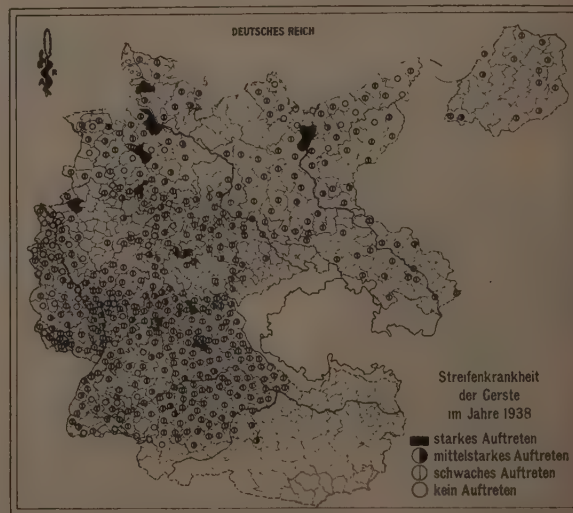 DEUTSCHES REICH
Streifenkrankheit
der Gerste
im Jahre 1938
starkes Auftreten
mittelstarkes Auftreten
schwaches Auftreten
kein Auftreten